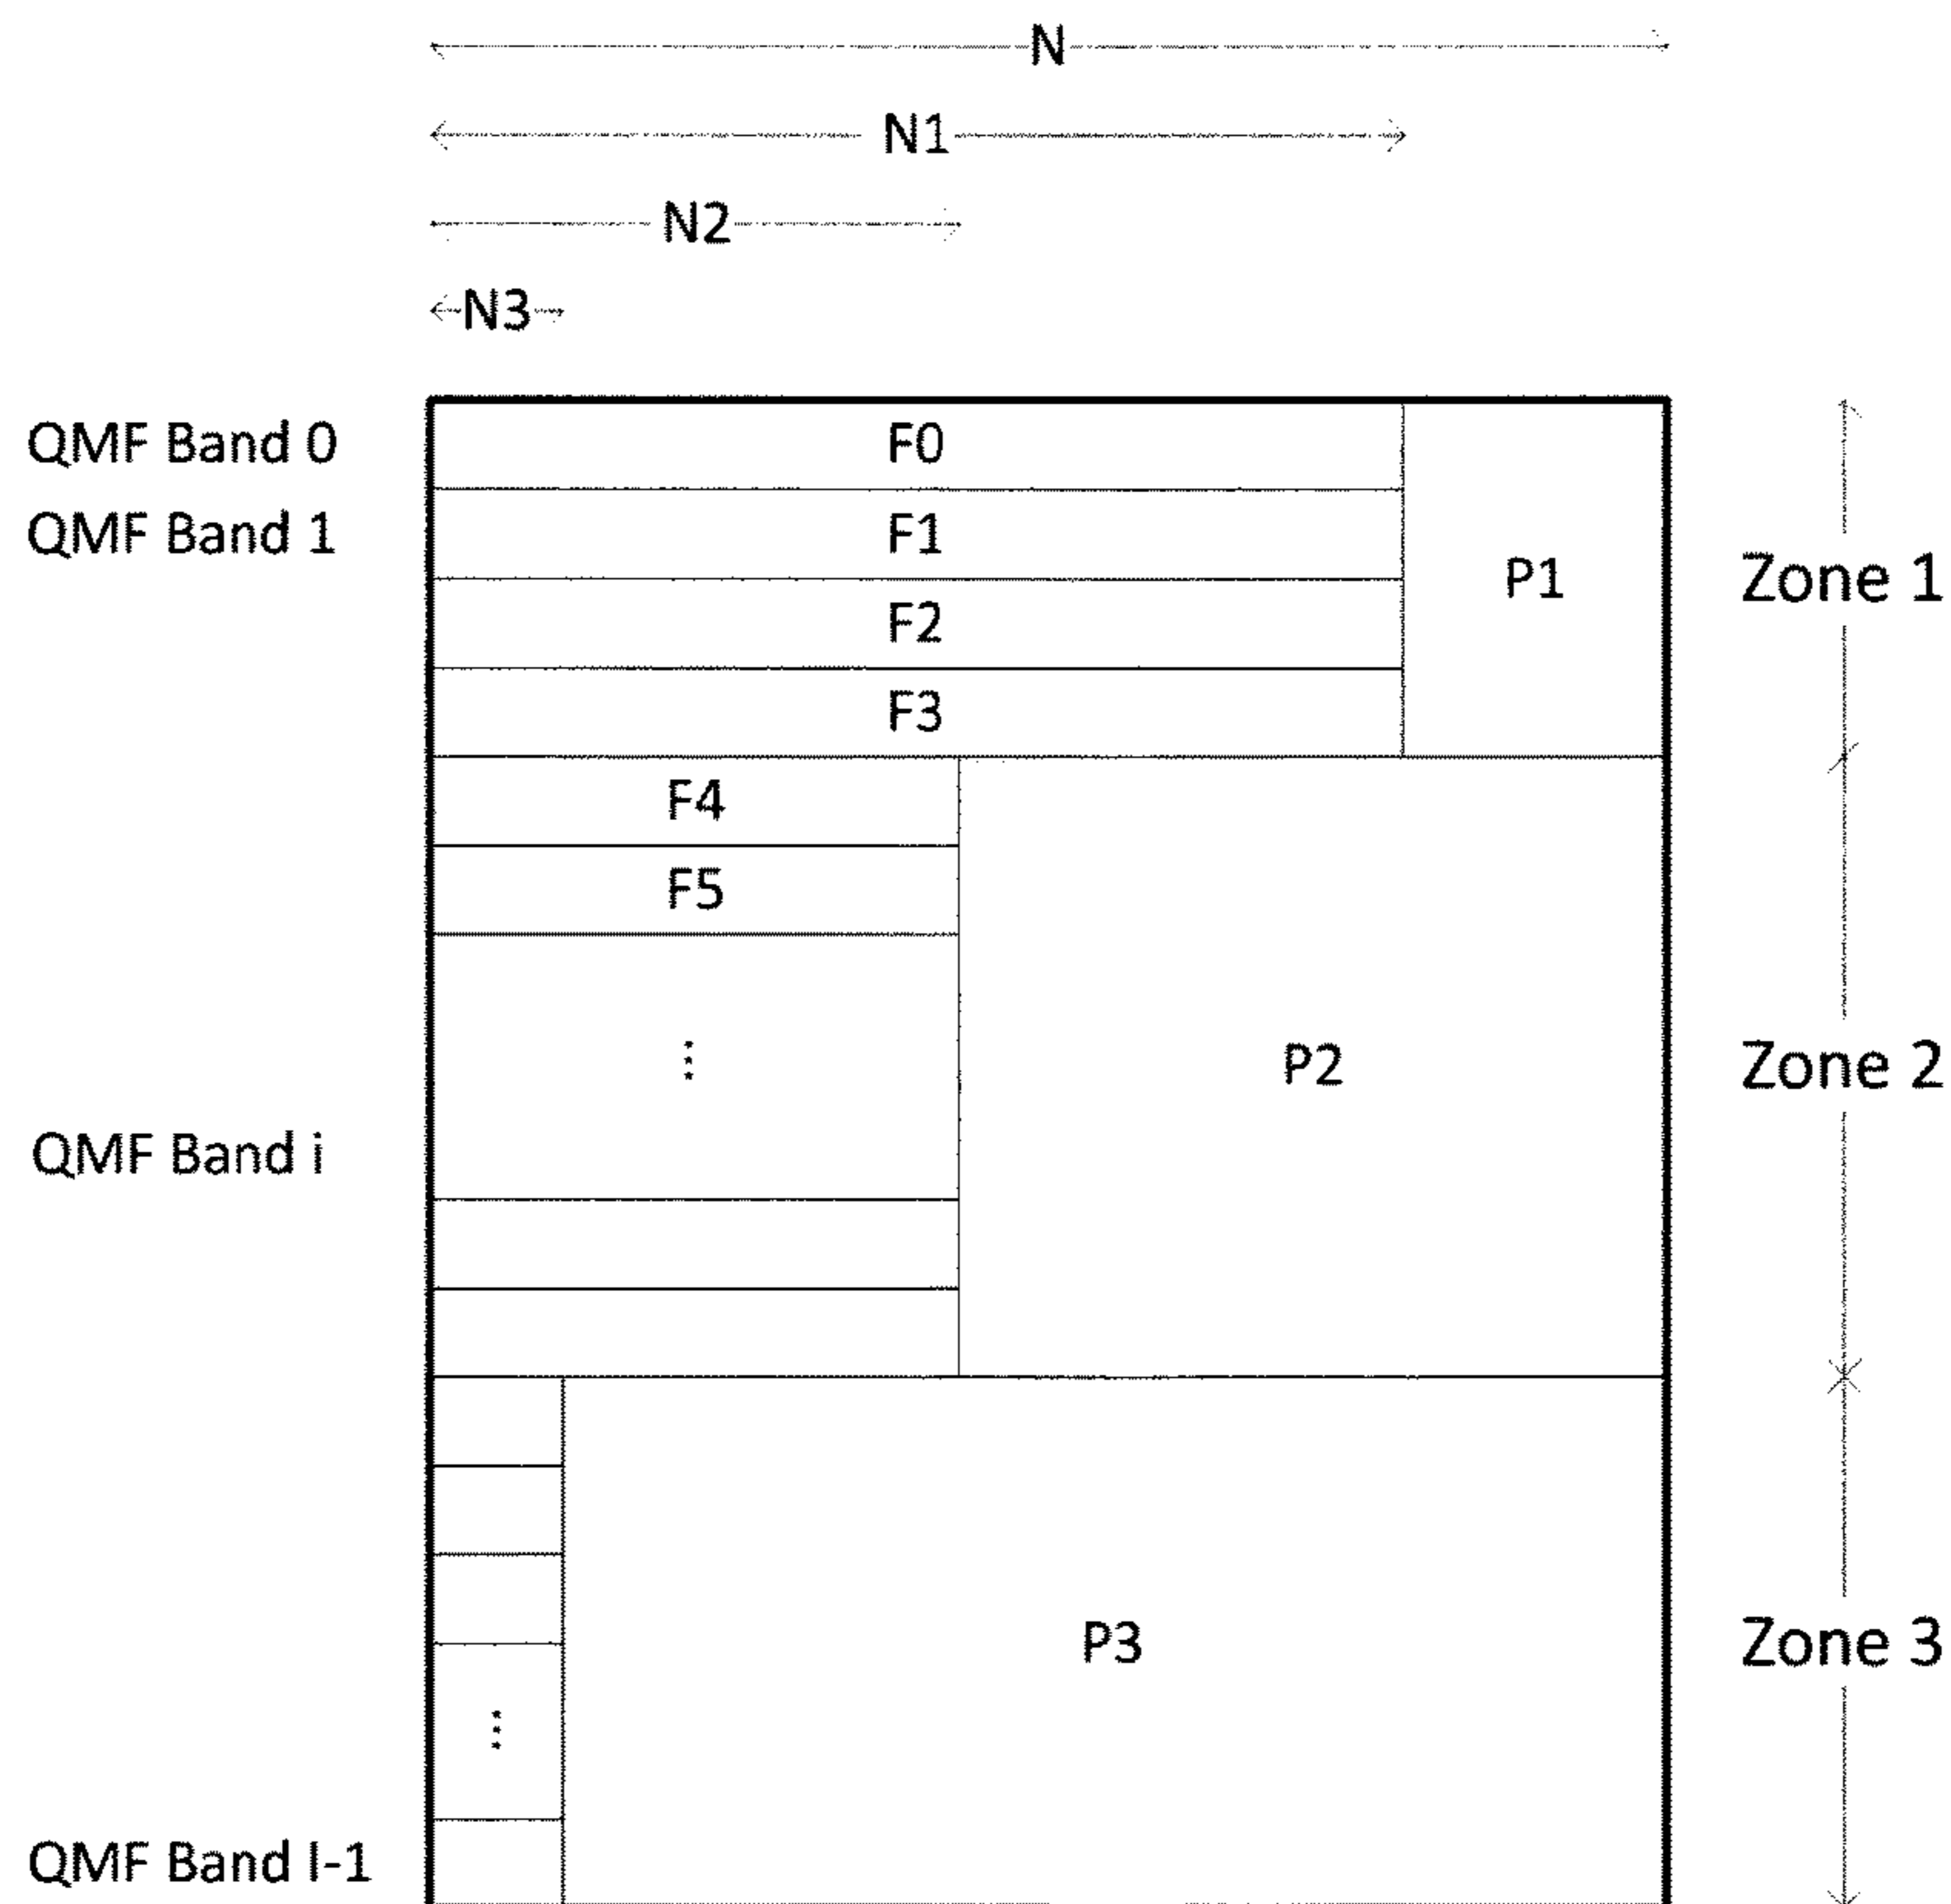 N
N1
N2
N3
QMF Band 0
F0
QMF Band 1
F1
P1
Zone 1
F2
F3
F4
F5
⋮
P2
Zone 2
QMF Band i
P3
Zone 3
⋮
QMF Band I-1